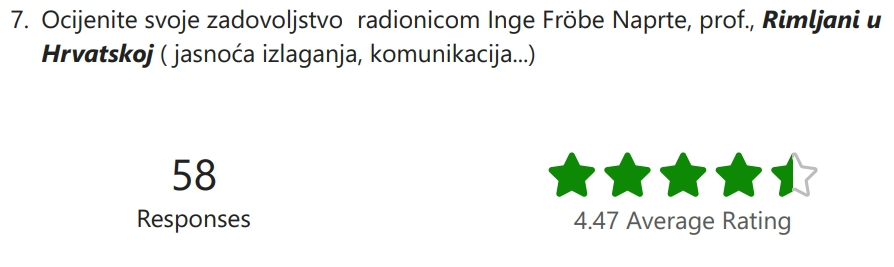 7. Ocijenite svoje zadovoljstvo radionicom Inge Fröbe Naprte, prof., Rimljani u
Hrvatskoj ( jasnoća izlaganja, komunikacija...)
58
Responses
4.47 Average Rating